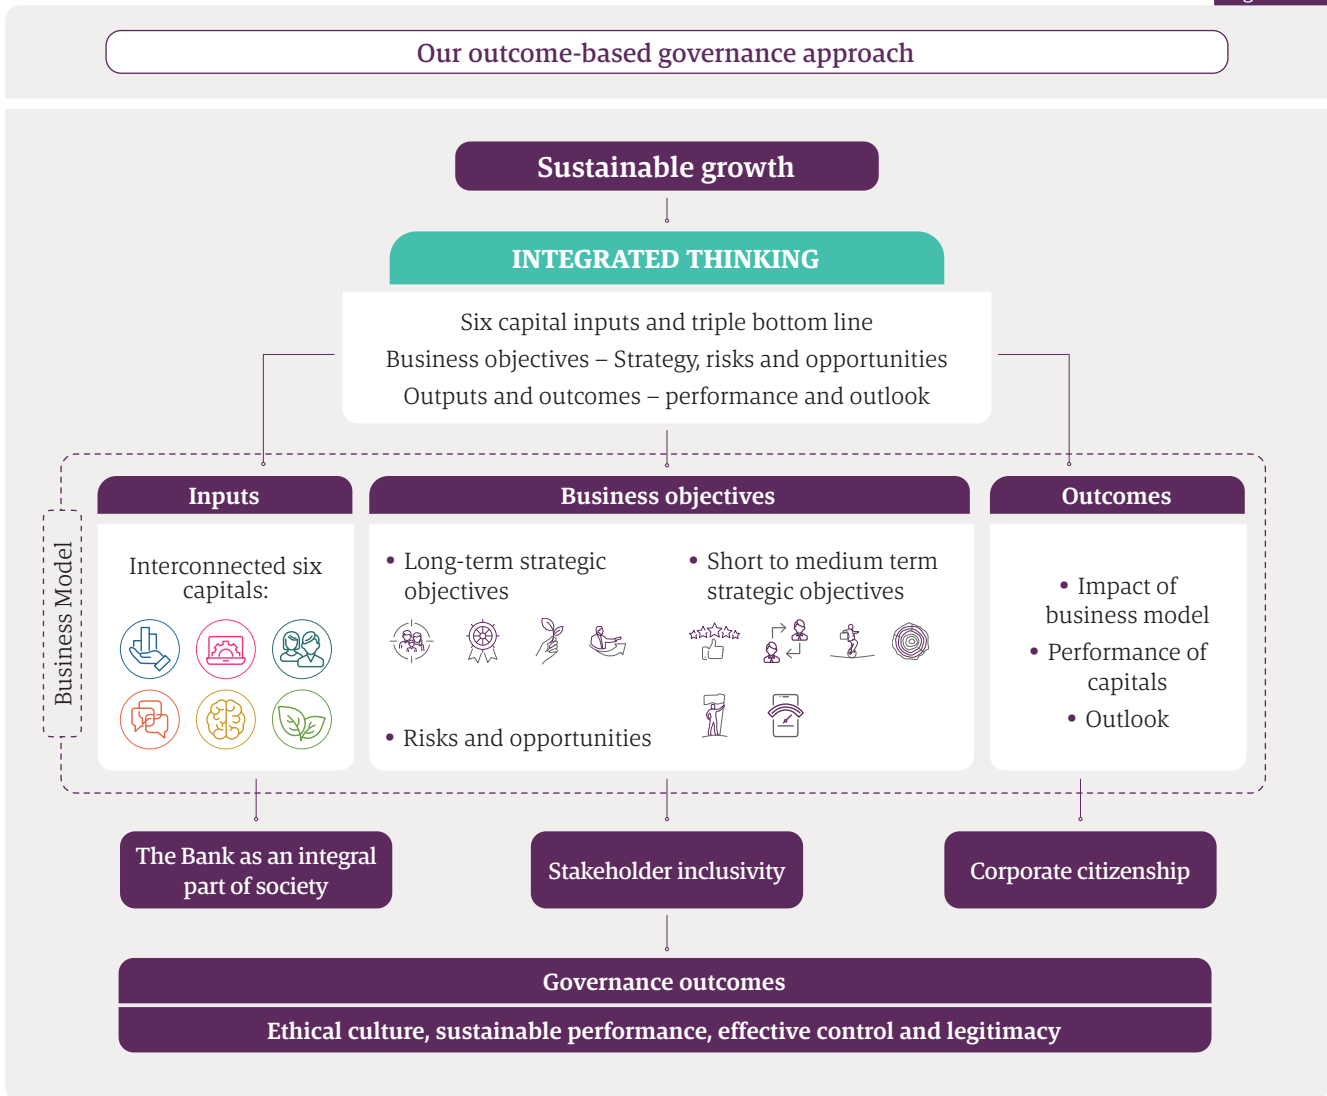 Our outcome-based governance approach
Sustainable growth
INTEGRATED THINKING
Six capital inputs and triple bottom line
Business objectives – Strategy, risks and opportunities
Outputs and outcomes – performance and outlook
Business Model
Inputs
Interconnected six
capitals:
Business objectives
• Long-term strategic
objectives
• Risks and opportunities
• Short to medium term
strategic objectives
Outcomes
• Impact of
business model
• Performance of
capitals
• Outlook
The Bank as an integral
part of society
Stakeholder inclusivity
Corporate citizenship
Governance outcomes
Ethical culture, sustainable performance, effective control and legitimacy